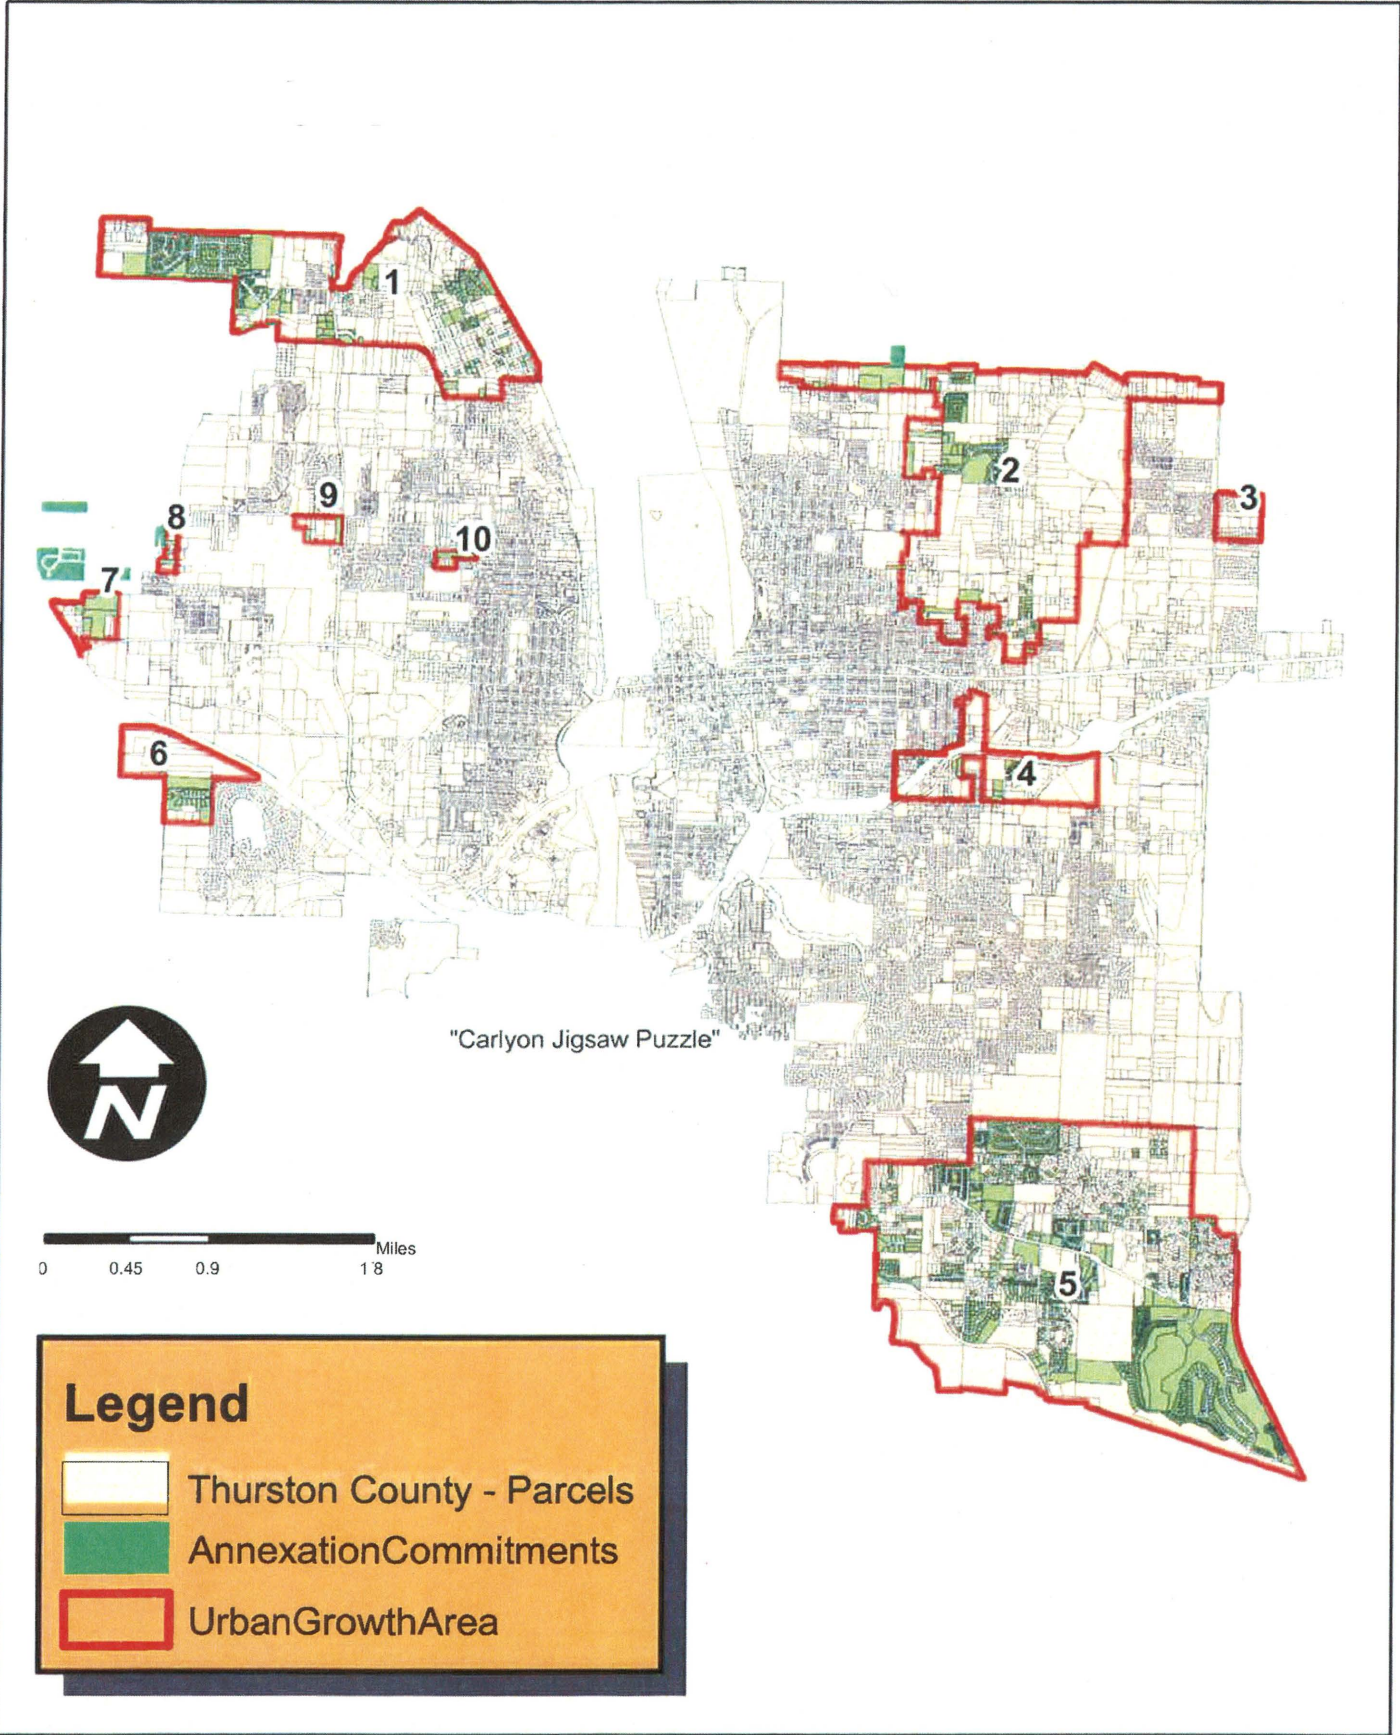 1
2
3
9
8
10
7
6
4
"Carlyon Jigsaw Puzzle"
N
Miles
0 0.45 0.9 1 8
5
Legend
Thurston County - Parcels
AnnexationCommitments
UrbanGrowthArea